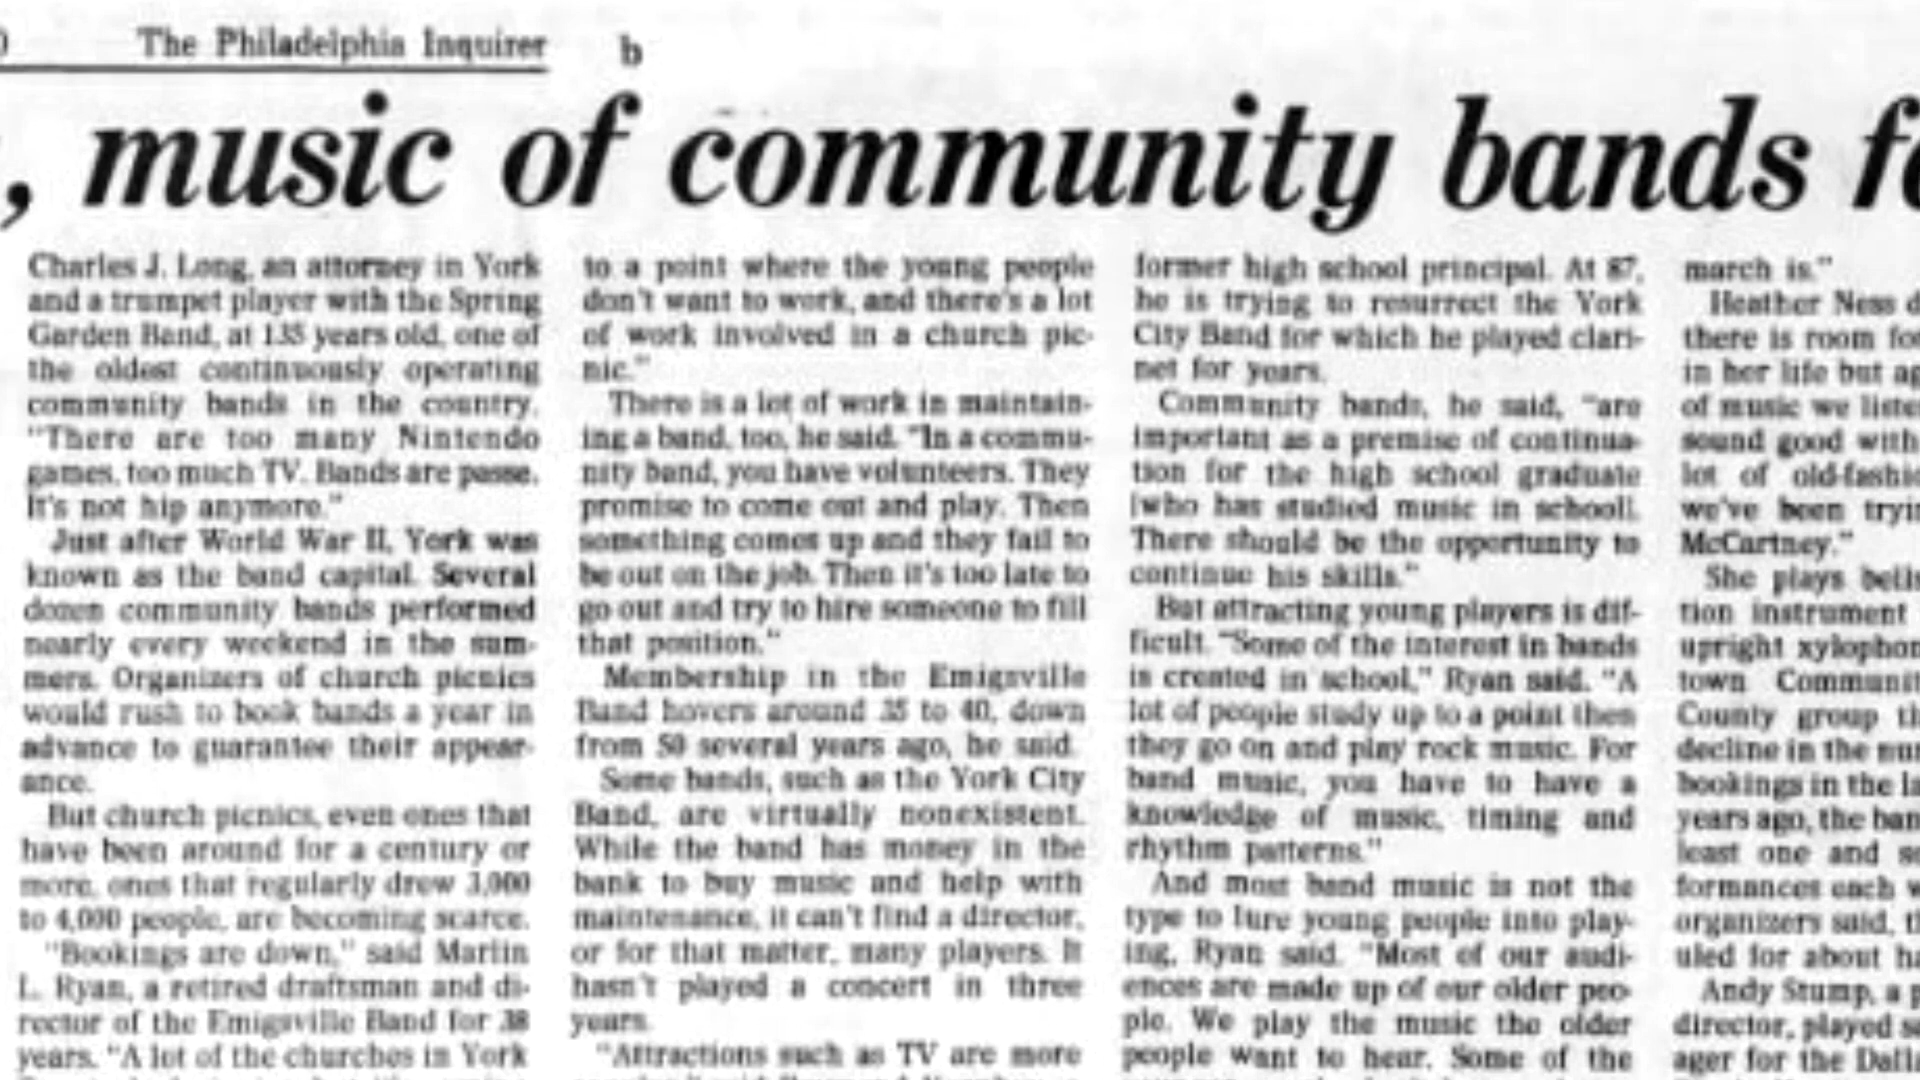 The Philadelphia Inquirer b
, music of community bands fo
Charles J. Long, an attorney in York
and a trumpet player with the Spring
Garden Band, at 135 years old, one of
the oldest continuously operating
community bands in the country.
"There are too many Nintendo
games, too much TV. Bands are passe.
It's not hip anymore."
Just after World War II, York was
known as the band capital. Several
dozen community bands performed
nearly every weekend in the sum-
mers. Organizers of church picnics
would rush to book bands a year in
advance to guarantee their appear-
ance.
But church picnics, even ones that
have been around for a century or
more, ones that regularly drew 3,000
to 4,000 people, are becoming scarce.
"Bookings are down," said Marlin
L. Ryan, a retired draftsman and di-
rector of the Emigsville Band for 38
years. "A lot of the churches in York
to a point where the young people
don't want to work, and there's a lot
of work involved in a church pic-
nic."
There is a lot of work in maintain-
ing a band, too, he said. "In a commu-
nity band, you have volunteers. They
promise to come out and play. Then
something comes up and they fail to
be out on the job. Then it's too late to
go out and try to hire someone to fill
that position."
Membership in the Emigsville
Band hovers around 35 to 40, down
from 50 several years ago, he said.
Some bands, such as the York City
Band, are virtually nonexistent.
While the band has money in the
bank to buy music and help with
maintenance, it can't find a director,
or for that matter, many players. It
hasn't played a concert in three
years.
"Attractions such as TV are more
former high school principal. At 87,
he is trying to resurrect the York
City Band for which he played clari-
net for years.
Community bands, he said, "are
important as a premise of continua-
tion for the high school graduate
[who has studied music in school].
There should be the opportunity to
continue his skills."
But attracting young players is dif-
ficult. "Some of the interest in bands
is created in school," Ryan said. "A
lot of people study up to a point then
they go on and play rock music. For
band music, you have to have a
knowledge of music, timing and
rhythm patterns."
And most band music is not the
type to lure young people into play-
ing, Ryan said. "Most of our audi-
ences are made up of our older peo-
ple. We play the music the older
people want to hear. Some of the
march is."
Heather Ness d
there is room for
in her life but ag
of music we liste
sound good with
lot of old-fashio
we've been tryin
McCartney."
She plays bells
tion instrument
upright xylophon
town Communit
County group th
decline in the num
bookings in the la
years ago, the ban
least one and so
formances each w
organizers said, th
uled for about ha
Andy Stump, a p
director, played se
ager for the Dalla